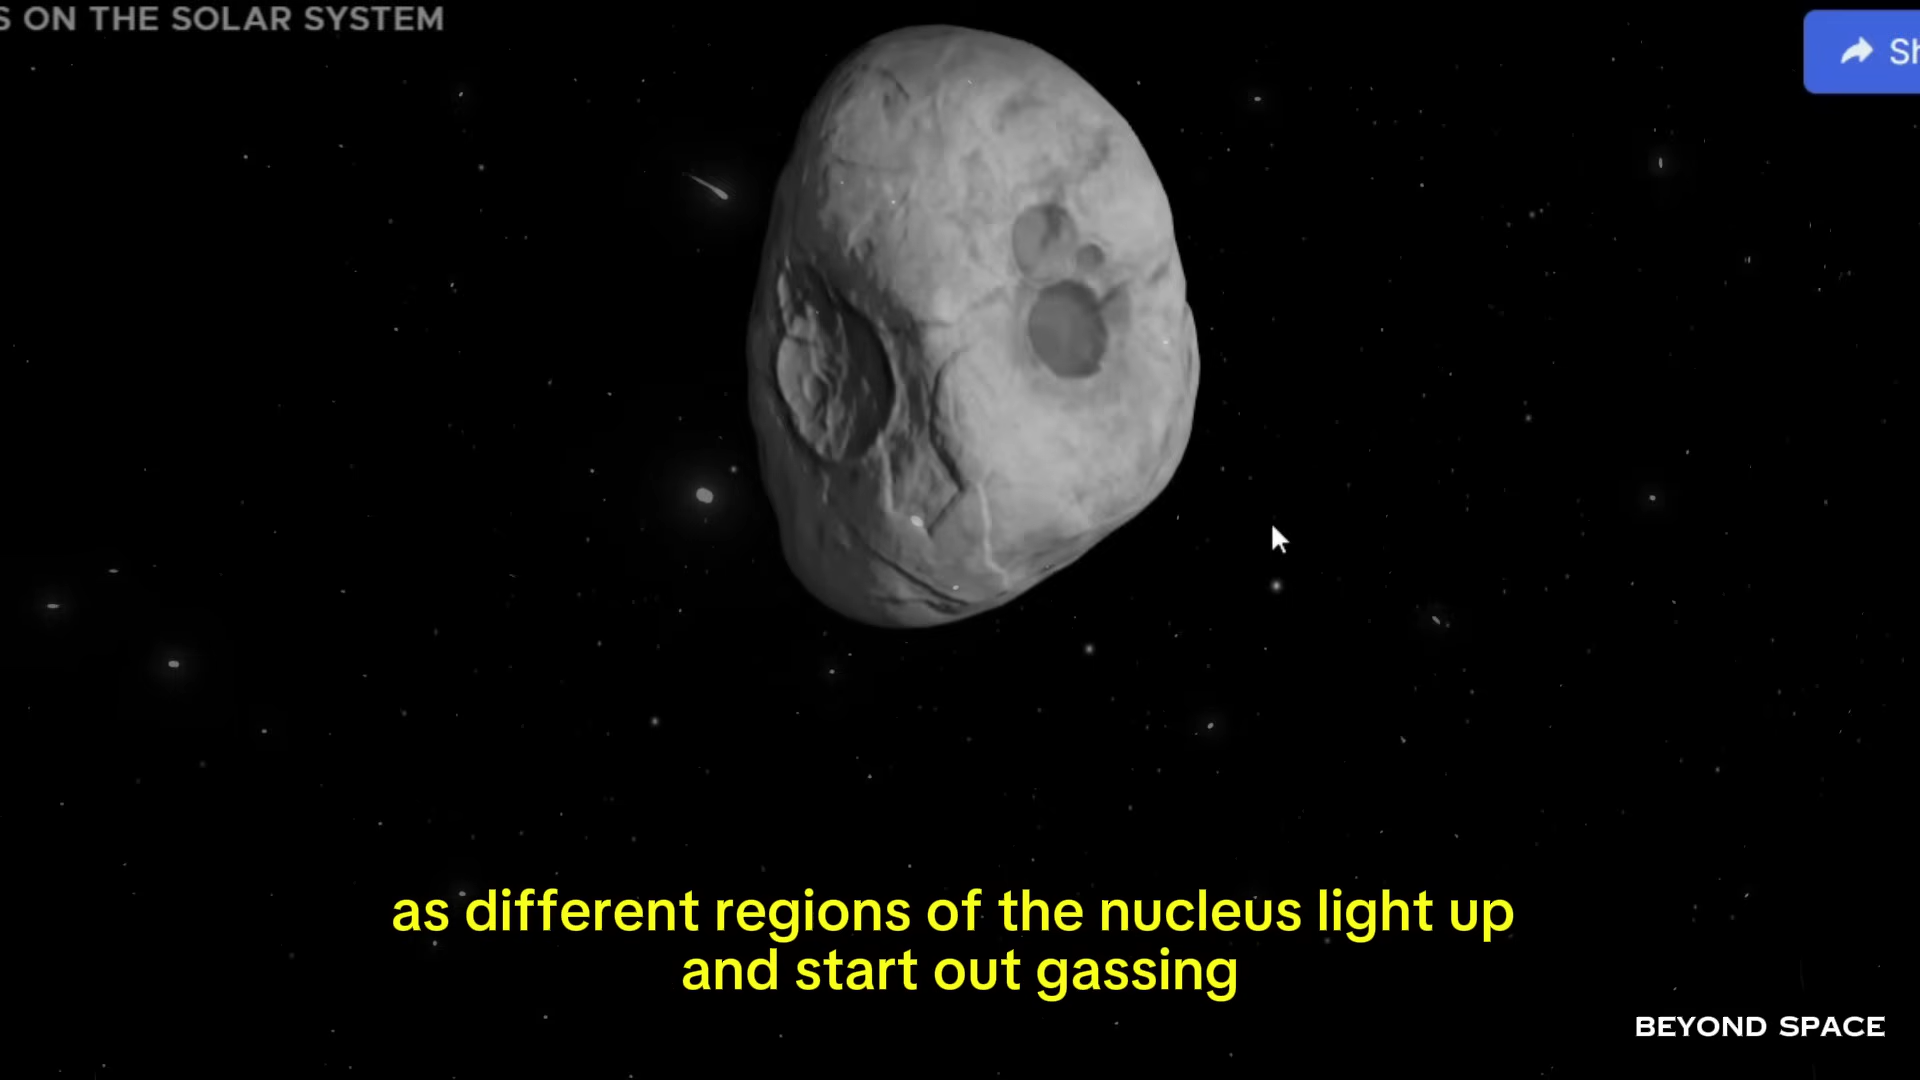 S ON THE SOLAR SYSTEM
Sh
as different regions of the nucleus light up
and start out gassing
BEYOND SPACE